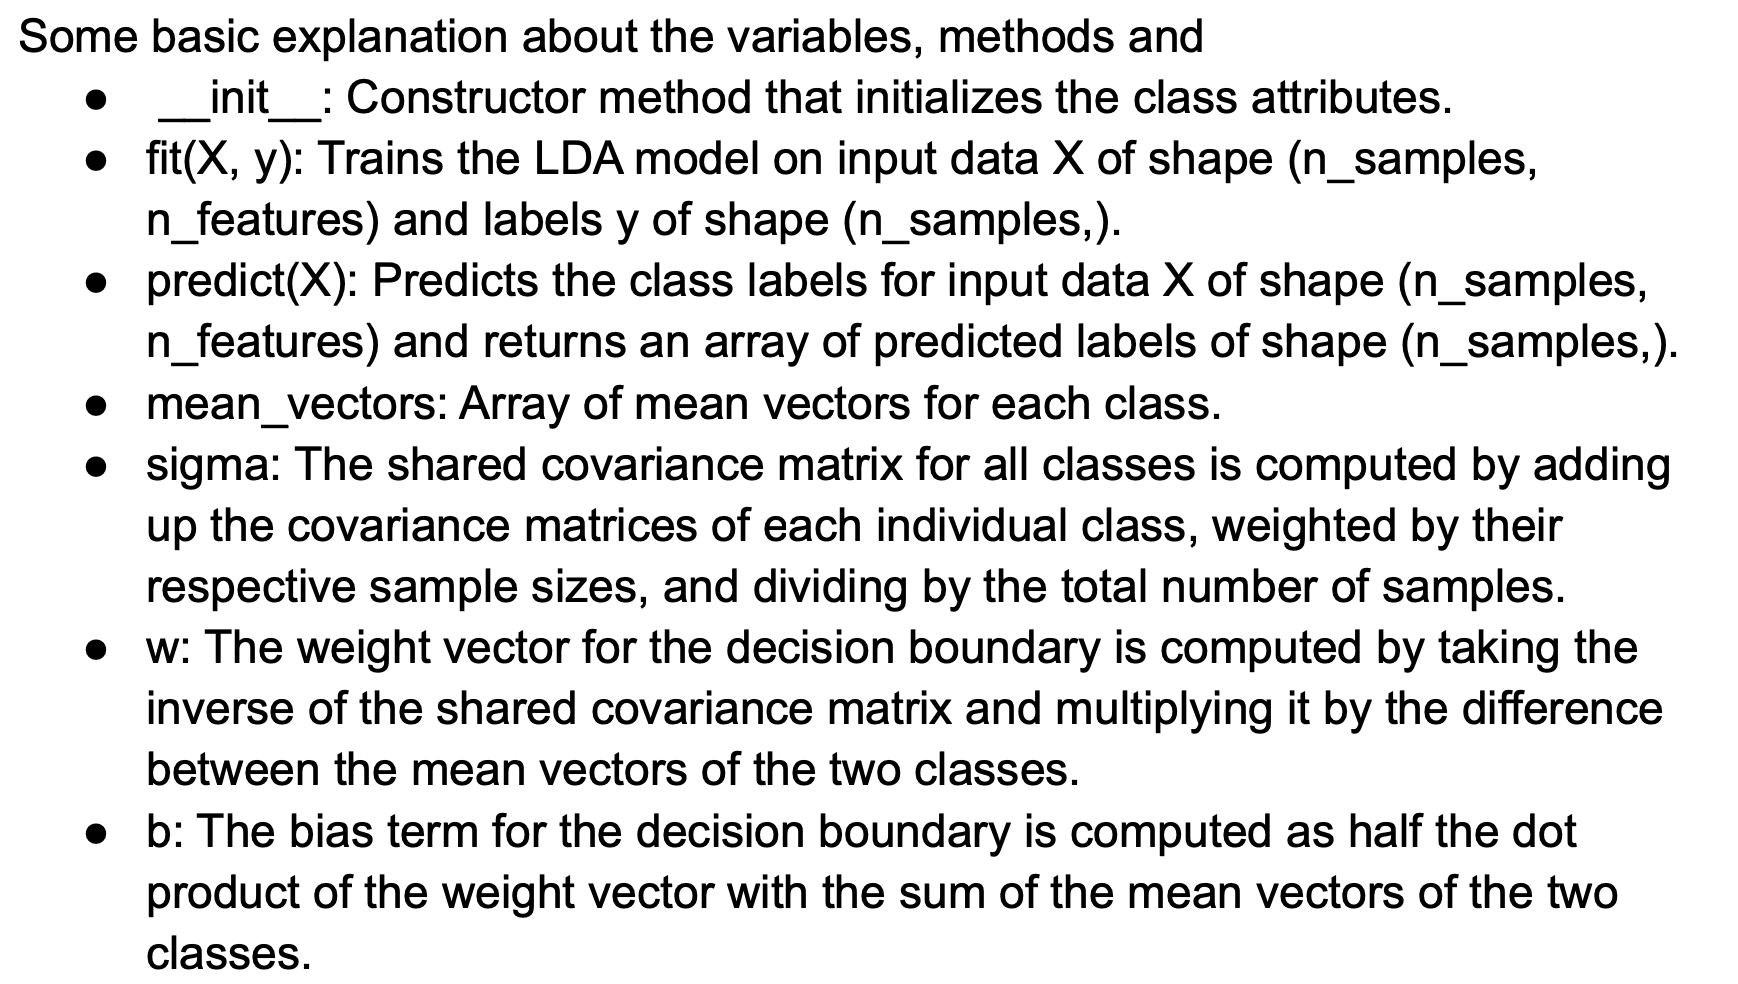 Some basic explanation about the variables, methods and
● __init__: Constructor method that initializes the class attributes.
● fit(X, y): Trains the LDA model on input data X of shape (n_samples,
n_features) and labels y of shape (n_samples,).
● predict(X): Predicts the class labels for input data X of shape (n_samples,
n_features) and returns an array of predicted labels of shape (n_samples,).
● mean_vectors: Array of mean vectors for each class.
● sigma: The shared covariance matrix for all classes is computed by adding
up the covariance matrices of each individual class, weighted by their
respective sample sizes, and dividing by the total number of samples.
● w: The weight vector for the decision boundary is computed by taking the
inverse of the shared covariance matrix and multiplying it by the difference
between the mean vectors of the two classes.
● b: The bias term for the decision boundary is computed as half the dot
product of the weight vector with the sum of the mean vectors of the two
classes.